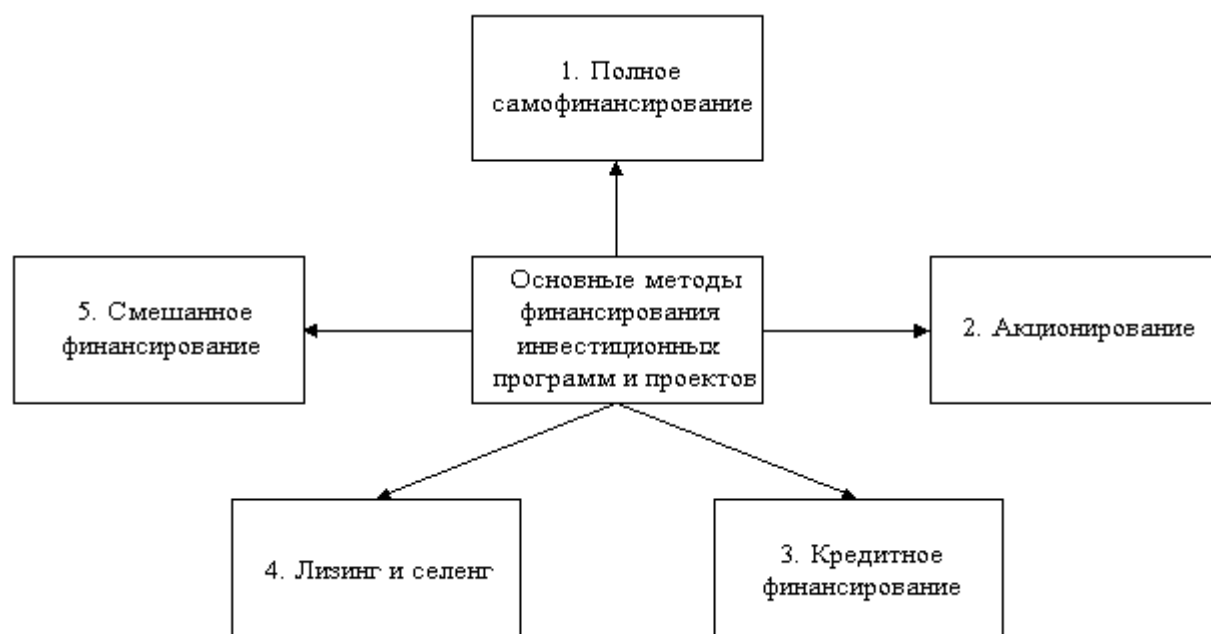 1. Полное
самофинансирование
Основные методы
финансирования
инвестиционных
программ и проектов
5. Смешанное
финансирование
2. Акционирование
4. Лизинг и селенг
3. Кредитное
финансирование